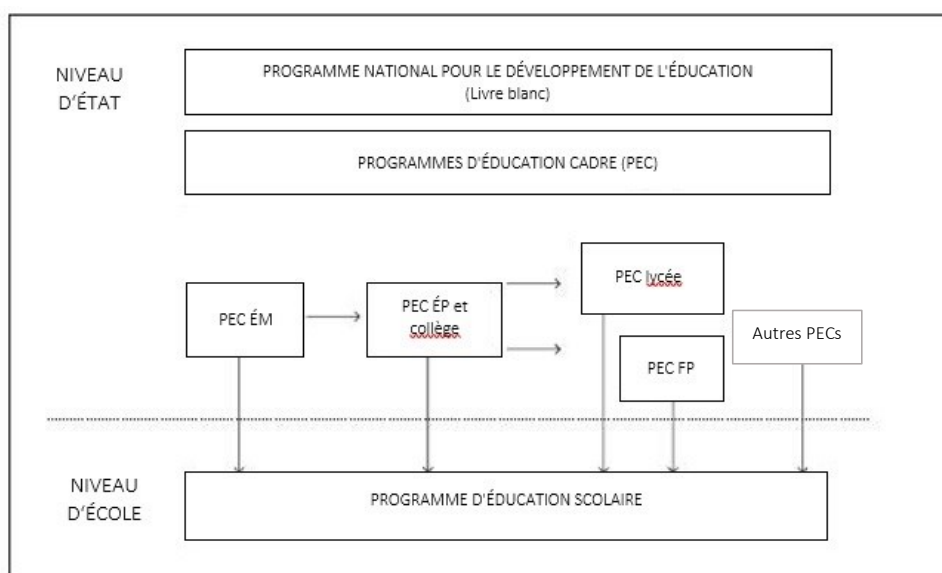 NIVEAU
D'ÉTAT
PROGRAMME NATIONAL POUR LE DÉVELOPPEMENT DE L'ÉDUCATION
(Livre blanc)
PROGRAMMES D'ÉDUCATION CADRE (PEC)
PEC ÉM
PEC ÉP et
collège
PEC lycée
PEC FP
Autres PECs
NIVEAU
D'ÉCOLE
PROGRAMME D'ÉDUCATION SCOLAIRE